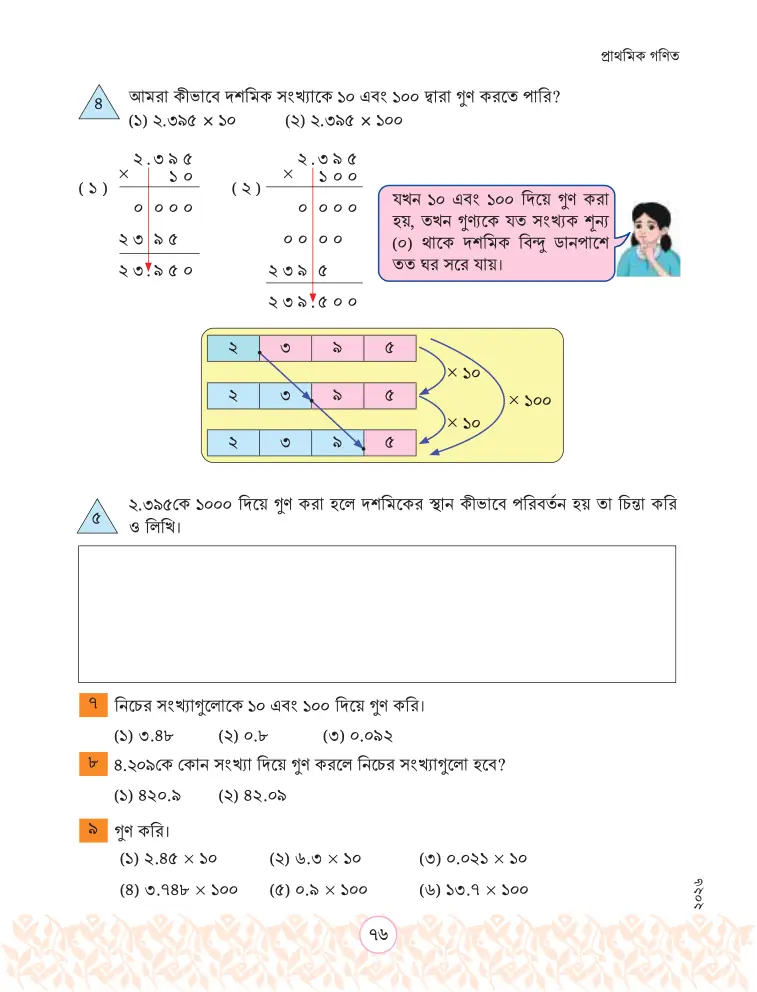 প্রাথমিক গণিত
৪
আমরা কীভাবে দশমিক সংখ্যাকে ১০ এবং ১০০ দ্বারা গুণ করতে পারি?
(১) ২.৩৯৫ × ১০ (২) ২.৩৯৫ × ১০০
(১)
২.৩৯৫
× ১০
০০০০
২৩৯৫
২৩.৯৫০
(২)
২.৩৯৫
× ১০০
০০০০
০০০০
২৩৯৫
২৩৯.৫০০
যখন ১০ এবং ১০০ দিয়ে গুণ করা
হয়, তখন গুণ্যকে যত সংখ্যক শূন্য
(০) থাকে দশমিক বিন্দু ডানপাশে
তত ঘর সরে যায়।
২ ৩ ৯ ৫
× ১০
২ ৩ ৯ ৫
× ১০০
× ১০
২ ৩ ৯ ৫
৫
২.৩৯৫কে ১০০০ দিয়ে গুণ করা হলে দশমিকের স্থান কীভাবে পরিবর্তন হয় তা চিন্তা করি
ও লিখি।
৭ নিচের সংখ্যাগুলোকে ১০ এবং ১০০ দিয়ে গুণ করি।
(১) ৩.৪৮ (২) ০.৮ (৩) ০.০৯২
৮ ৪.২০৯কে কোন সংখ্যা দিয়ে গুণ করলে নিচের সংখ্যাগুলো হবে?
(১) ৪২০.৯ (২) ৪২.০৯
৯ গুণ করি।
(১) ২.৪৫ × ১০ (২) ৬.৩ × ১০ (৩) ০.০২১ × ১০
(৪) ৩.৭৪৮ × ১০০ (৫) ০.৯ × ১০০ (৬) ১৩.৭ × ১০০
২০২৬
৭৬